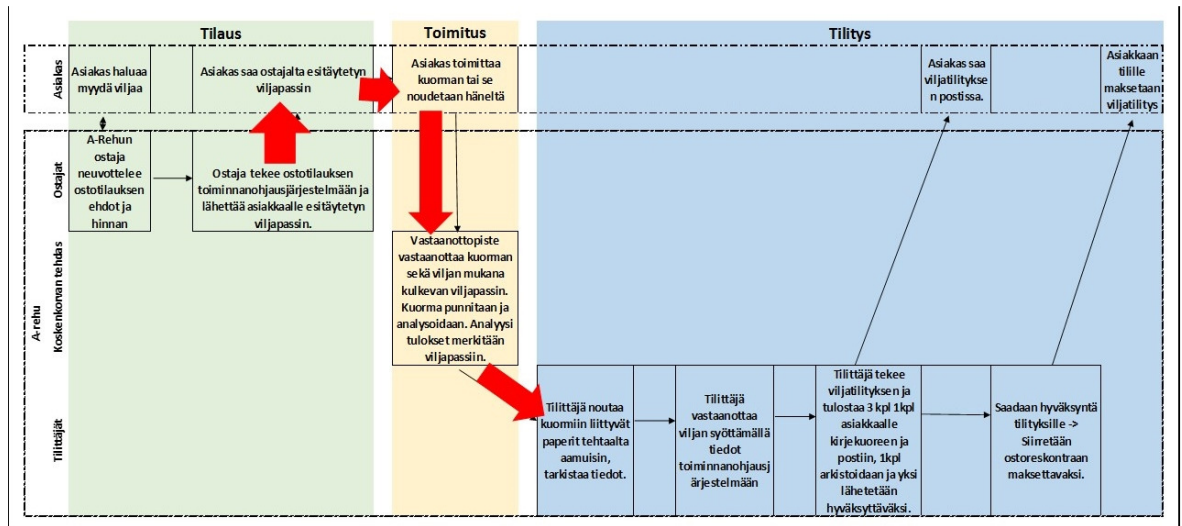 Tilaus
Toimitus
Tilitys
Asiakas
Asiakas haluaa
myydä viljaa
Asiakas saa ostajalta esitäytetyn
viljapassin
Asiakas toimittaa
kuorman tai se
noudetaan häneltä
Asiakas saa
viljatilitykse
n postissa.
Asiakkaan
tilille
maksetaan
viljatilitys
A-rehu
Ostajat
A-Rehun
ostaja
neuvottelee
ostotilauksen
ehdot ja
hinnan
Ostaja tekee ostotilauksen
toiminnanohjausjärjestelmään ja
lähettää asiakkaalle esitäytetyn
viljapassin.
Koskenkorvan tehdas
Vastaanottopiste
vastaanottaa kuorman
sekä viljan mukana
kulkevan viljapassin.
Kuorma punnitaan ja
analysoidaan. Analyysi
tulokset merkitään
viljapassiin.
Tilittäjät
Tilittäjä noutaa
kuormiin liittyvät
paperit tehtaalta
aamuisin,
tarkistaa tiedot.
Tilittäjä
vastaanottaa
viljan syöttämällä
tiedot
toiminnanohjausj
ärjestelmään
Tilittäjä tekee
viljatilityksen ja
tulostaa 3 kpl 1kpl
asiakkaalle
kirjekuoreen ja
postiin, 1kpl
arkistoidaan ja yksi
lähetetään
hyväksyttäväksi.
Saadaan hyväksyntä
tilityksille ->
Siirretään
ostoreskontraan
maksettavaksi.